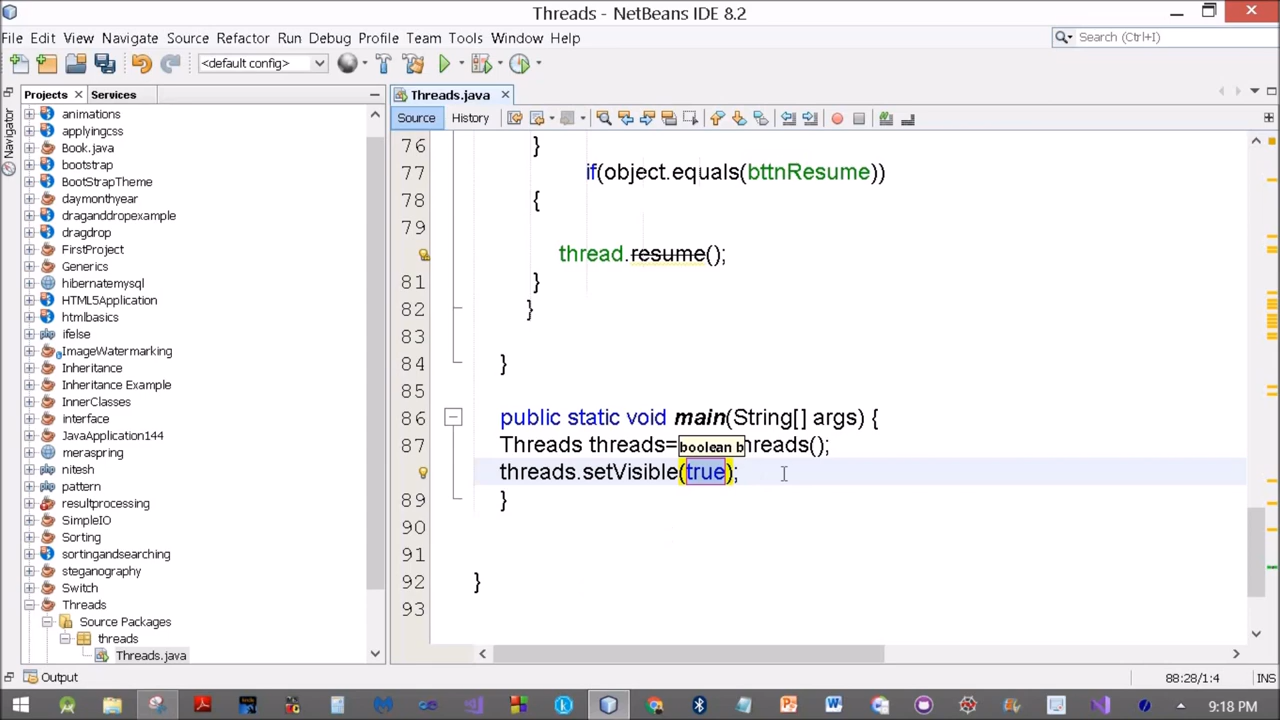 Threads - NetBeans IDE 8.2
File Edit View Navigate Source Refactor Run Debug Profile Team Tools Window Help
Search (Ctrl+I)
<default config>
Projects Services
Threads.java
Navigator
Source History
animations
applyingcss
Book.java
bootstrap
BootStrapTheme
daymonthyear
draganddropexample
dragdrop
FirstProject
Generics
hibernatemysql
HTML5Application
htmlbasics
ifelse
ImageWatermarking
Inheritance
Inheritance Example
InnerClasses
interface
JavaApplication144
meraspring
nitesh
pattern
resultprocessing
SimpleIO
Sorting
sortingandsearching
steganography
Switch
Threads
Source Packages
threads
Threads.java
76 }
77 if(object.equals(bttnResume))
78 {
79
thread.resume();
81 }
82 }
83
84 }
85
86 public static void main(String[] args) {
87 Threads threads= hreads();
boolean b
threads.setVisible(true);
89 }
90
91
92 }
93
Output
88:28/1:4 INS
9:18 PM